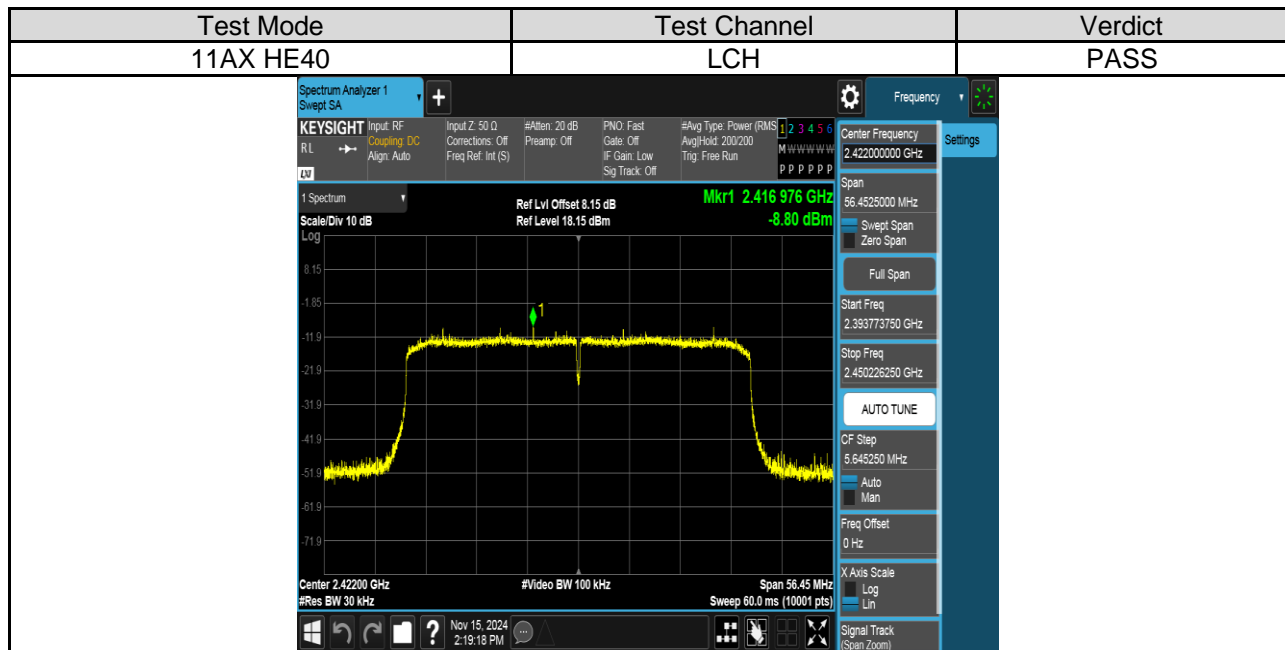 Test Mode Test Channel Verdict
11AX HE40 LCH PASS
Spectrum Analyzer 1
Swept SA
+
Frequency
KEYSIGHT
RL
LXI
Input: RF
Coupling: DC
Align: Auto
Input Z: 50 Ω
Corrections: Off
Freq Ref: Int (S)
#Atten: 20 dB
Preamp: Off
PNO: Fast
Gate: Off
IF Gain: Low
Sig Track: Off
#Avg Type: Power (RMS
Avg|Hold: 200/200
Trig: Free Run
1 2 3 4 5 6
M W W W W W
P P P P P P
1 Spectrum
Scale/Div 10 dB
Ref Lvl Offset 8.15 dB
Ref Level 18.15 dBm
Mkr1 2.416 976 GHz
-8.80 dBm
Log
8.15
-1.85
-11.9
-21.9
-31.9
-41.9
-51.9
-61.9
-71.9
1
Center 2.42200 GHz
#Res BW 30 kHz
#Video BW 100 kHz
Span 56.45 MHz
Sweep 60.0 ms (10001 pts)
Center Frequency
2.422000000 GHz
Settings
Span
56.4525000 MHz
Swept Span
Zero Span
Full Span
Start Freq
2.393773750 GHz
Stop Freq
2.450226250 GHz
AUTO TUNE
CF Step
5.645250 MHz
Auto
Man
Freq Offset
0 Hz
X Axis Scale
Log
Lin
Signal Track
(Span Zoom)
?
Nov 15, 2024
2:19:18 PM